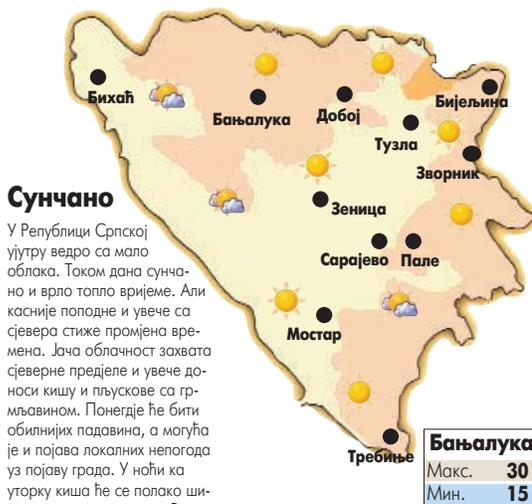 Бихаћ
Бањалука
Добој
Бијељина
Тузла
Зворник
Зеница
Сарајево
Пале
Мостар
Требиње
Сунчано
У Републици Српској
ујутру ведро са мало
облака. Током дана сунча-
но и врло топло вријеме. Али
касније поподне и увече са
сјевера стиже промјена вре-
мена. Јача облачност захвата
сјеверне предјеле и увече до-
носи кишу и пљускове са гр-
мљавином. Понегдје ће бити
обилнијих падавина, а могућа
је и појава локалних непогода
уз појаву града. У ноћи ка
уторку киша ће се полако ши-
Бањалука
Макс. 30
Мин. 15